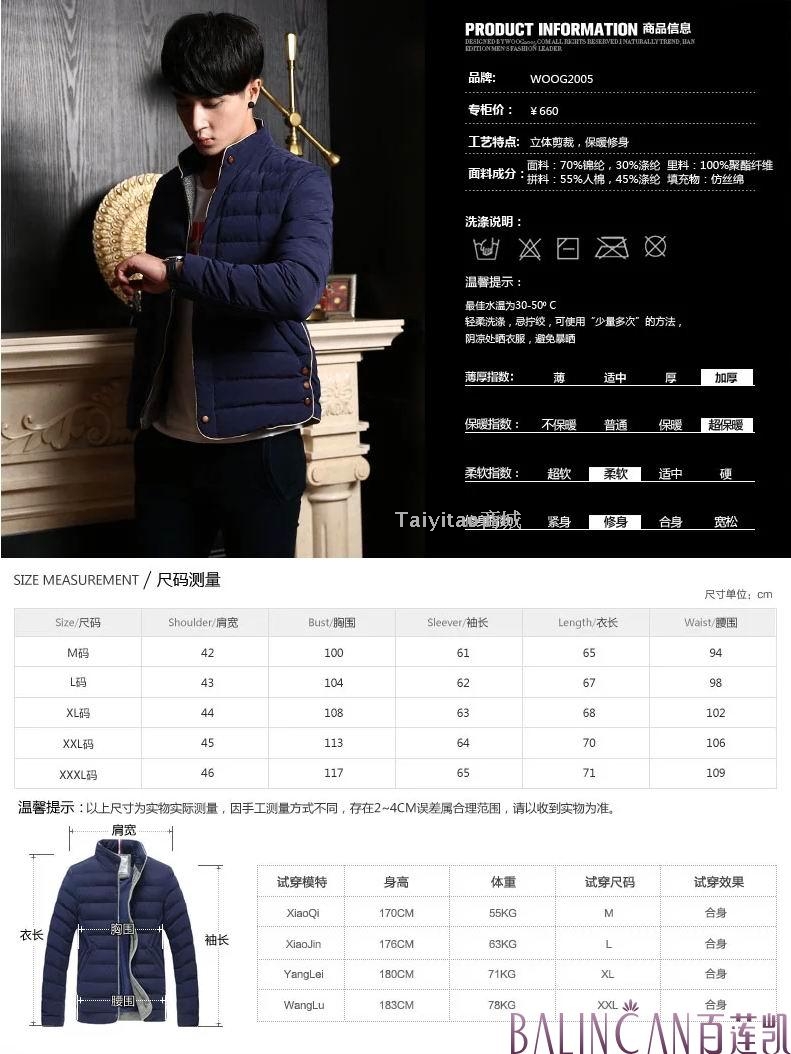 PRODUCT INFORMATION 商品信息
EDITION MEN'S FASHION LEADER
品牌: WOOG2005
专柜价： ￥660
工艺特点: 立体剪裁，保暖修身
面料成分： 面料：70%锦纶，30%涤纶 里料：100%聚酯纤维
拼料：55%人棉，45%涤纶 填充物：仿丝绵
洗涤说明：
温馨提示：
最佳水温为30-50º C
轻柔洗涤，忌拧绞，可使用“少量多次”的方法，
阴凉处晒衣服，避免暴晒
薄厚指数: 薄 适中 厚 加厚
保暖指数: 不保暖 普通 保暖 超保暖
柔软指数: 超软 柔软 适中 硬
Taiyitao商城
紧身 修身 合身 宽松
SIZE MEASUREMENT / 尺码测量
尺寸单位：cm
Size/尺码 Shoulder/肩宽 Bust/胸围 Sleever/袖长 Length/衣长 Waist/腰围
M码 42 100 61 65 94
L码 43 104 62 67 98
XL码 44 108 63 68 102
XXL码 45 113 64 70 106
XXXL码 46 117 65 71 109
温馨提示：以上尺寸为实物实际测量，因手工测量方式不同，存在2~4CM误差属合理范围，请以收到实物为准。
肩宽
衣长
胸围
袖长
腰围
试穿模特 身高 体重 试穿尺码 试穿效果
XiaoQi 170CM 55KG M 合身
XiaoJin 176CM 63KG L 合身
YangLei 180CM 71KG XL 合身
WangLu 183CM 78KG XXL 合身
BALINCAN百莲凯